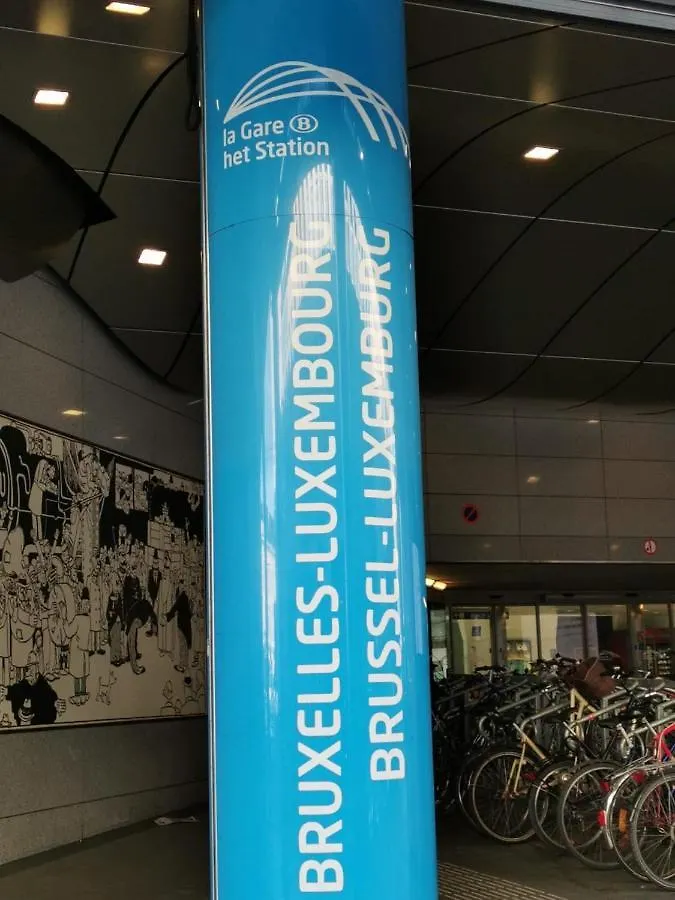 la Gare B
het Station
BRUXELLES-LUXEMBOURG
BRUSSEL-LUXEMBURG